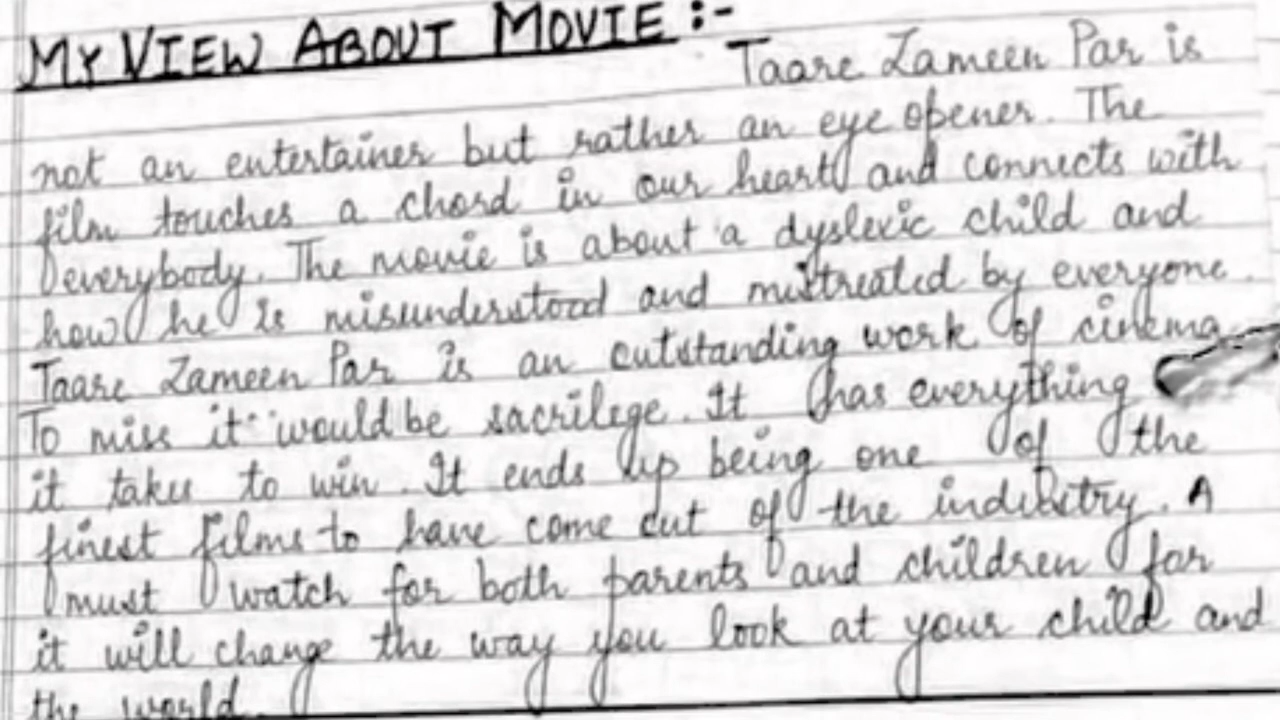 MY VIEW ABOUT MOVIE :-
Taare Zameen Par is
not an entertainer but rather an eye opener. The
film touches a chord in our heart and connects with
everybody. The movie is about a dyslexic child and
how he is misunderstood and mistreated by everyone.
Taare Zameen Par is an outstanding work of cinema
To miss it would be sacrilege. It has everything
it takes to win. It ends up being one of the
finest films to have come out of the industry. A
must watch for both parents and children for
it will change the way you look at your child and
the world.